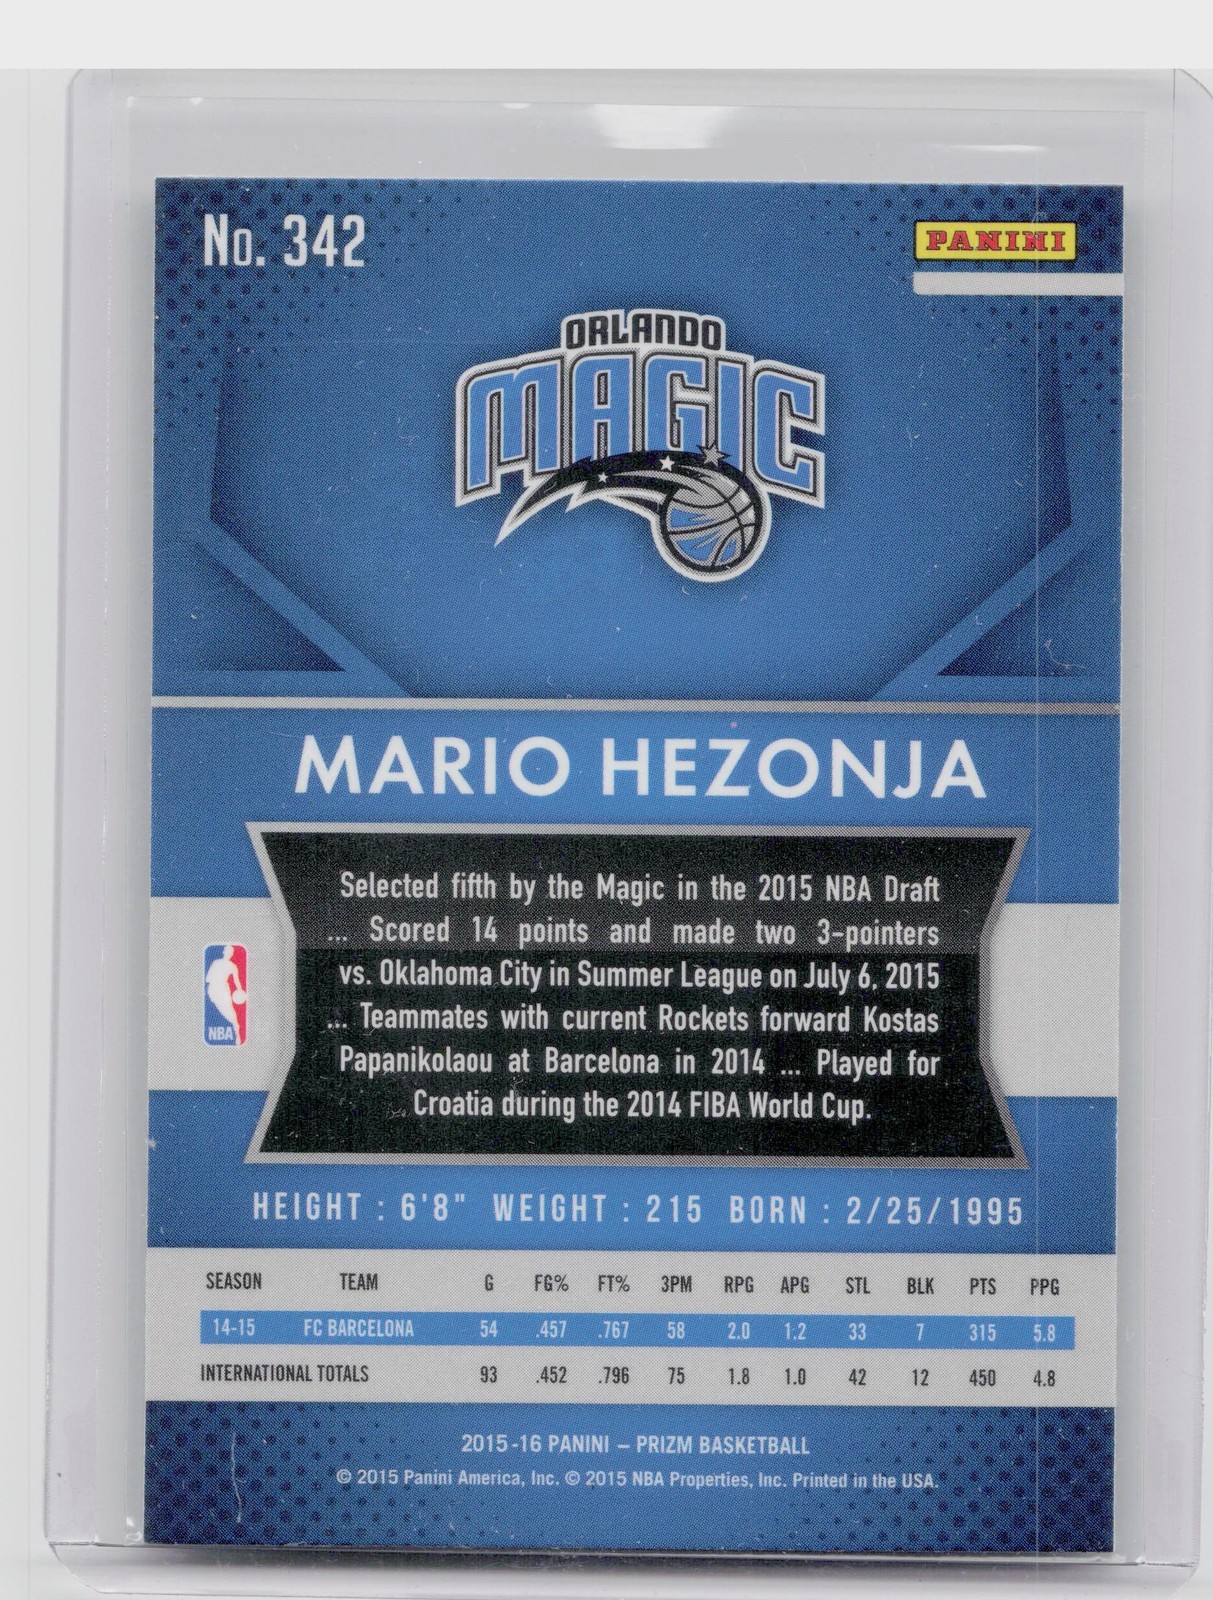 No. 342
PANINI
ORLANDO
MAGIC
MARIO HEZONJA
Selected fifth by the Magic in the 2015 NBA Draft
... Scored 14 points and made two 3-pointers
vs. Oklahoma City in Summer League on July 6, 2015
... Teammates with current Rockets forward Kostas
Papanikolaou at Barcelona in 2014 ... Played for
Croatia during the 2014 FIBA World Cup.
NBA
HEIGHT : 6'8" WEIGHT : 215 BORN : 2/25/1995
SEASON TEAM G FG% FT% 3PM RPG APG STL BLK PTS PPG
14-15 FC BARCELONA 54 .457 .767 58 2.0 1.2 33 7 315 5.8
INTERNATIONAL TOTALS 93 .452 .796 75 1.8 1.0 42 12 450 4.8
2015-16 PANINI – PRIZM BASKETBALL
© 2015 Panini America, Inc. © 2015 NBA Properties, Inc. Printed in the USA.